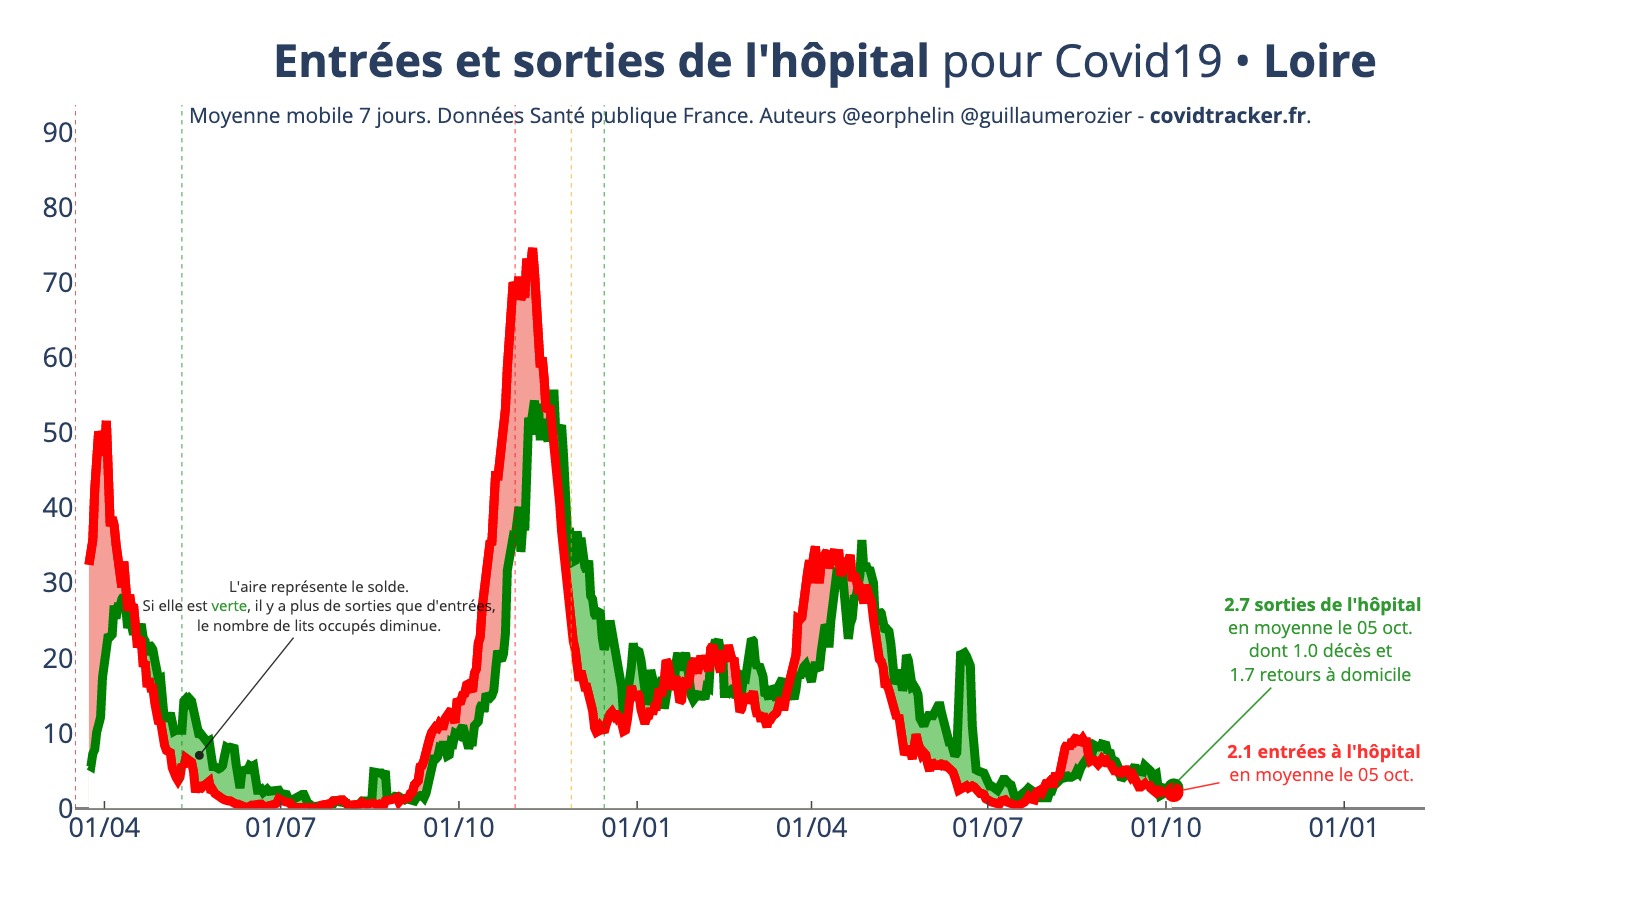 Entrées et sorties de l'hôpital pour Covid19 • Loire
Moyenne mobile 7 jours. Données Santé publique France. Auteurs @eorphelin @guillaumerozier - covidtracker.fr.
90
80
70
60
50
40
30
20
10
0
L'aire représente le solde.
Si elle est verte, il y a plus de sorties que d'entrées,
le nombre de lits occupés diminue.
2.7 sorties de l'hôpital
en moyenne le 05 oct.
dont 1.0 décès et
1.7 retours à domicile
2.1 entrées à l'hôpital
en moyenne le 05 oct.
01/04 01/07 01/10 01/01 01/04 01/07 01/10 01/01